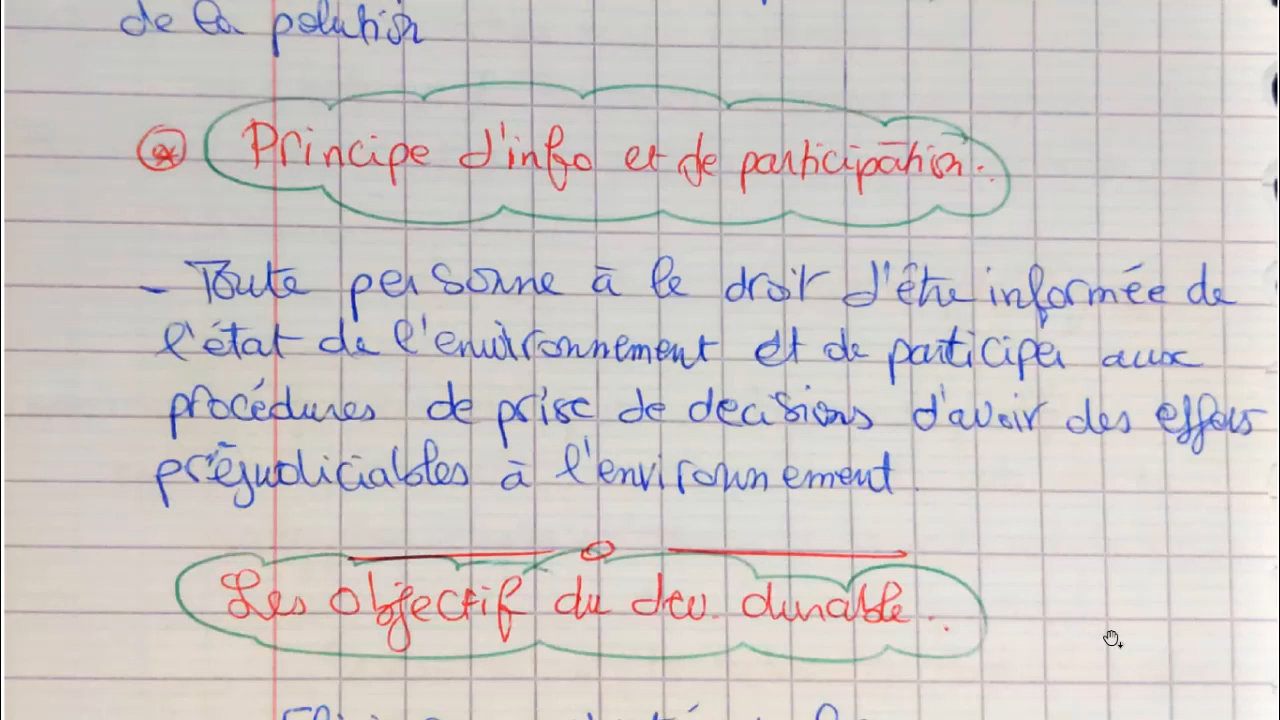 de la polution
Principe d'info et de participation.
- Toute personne à le droit d'être informée de
l'état de l'environnement et de participer aux
procédures de prise de decisions d'avoir des effets
préjudiciables à l'environnement
Les objectif du dev. durable.